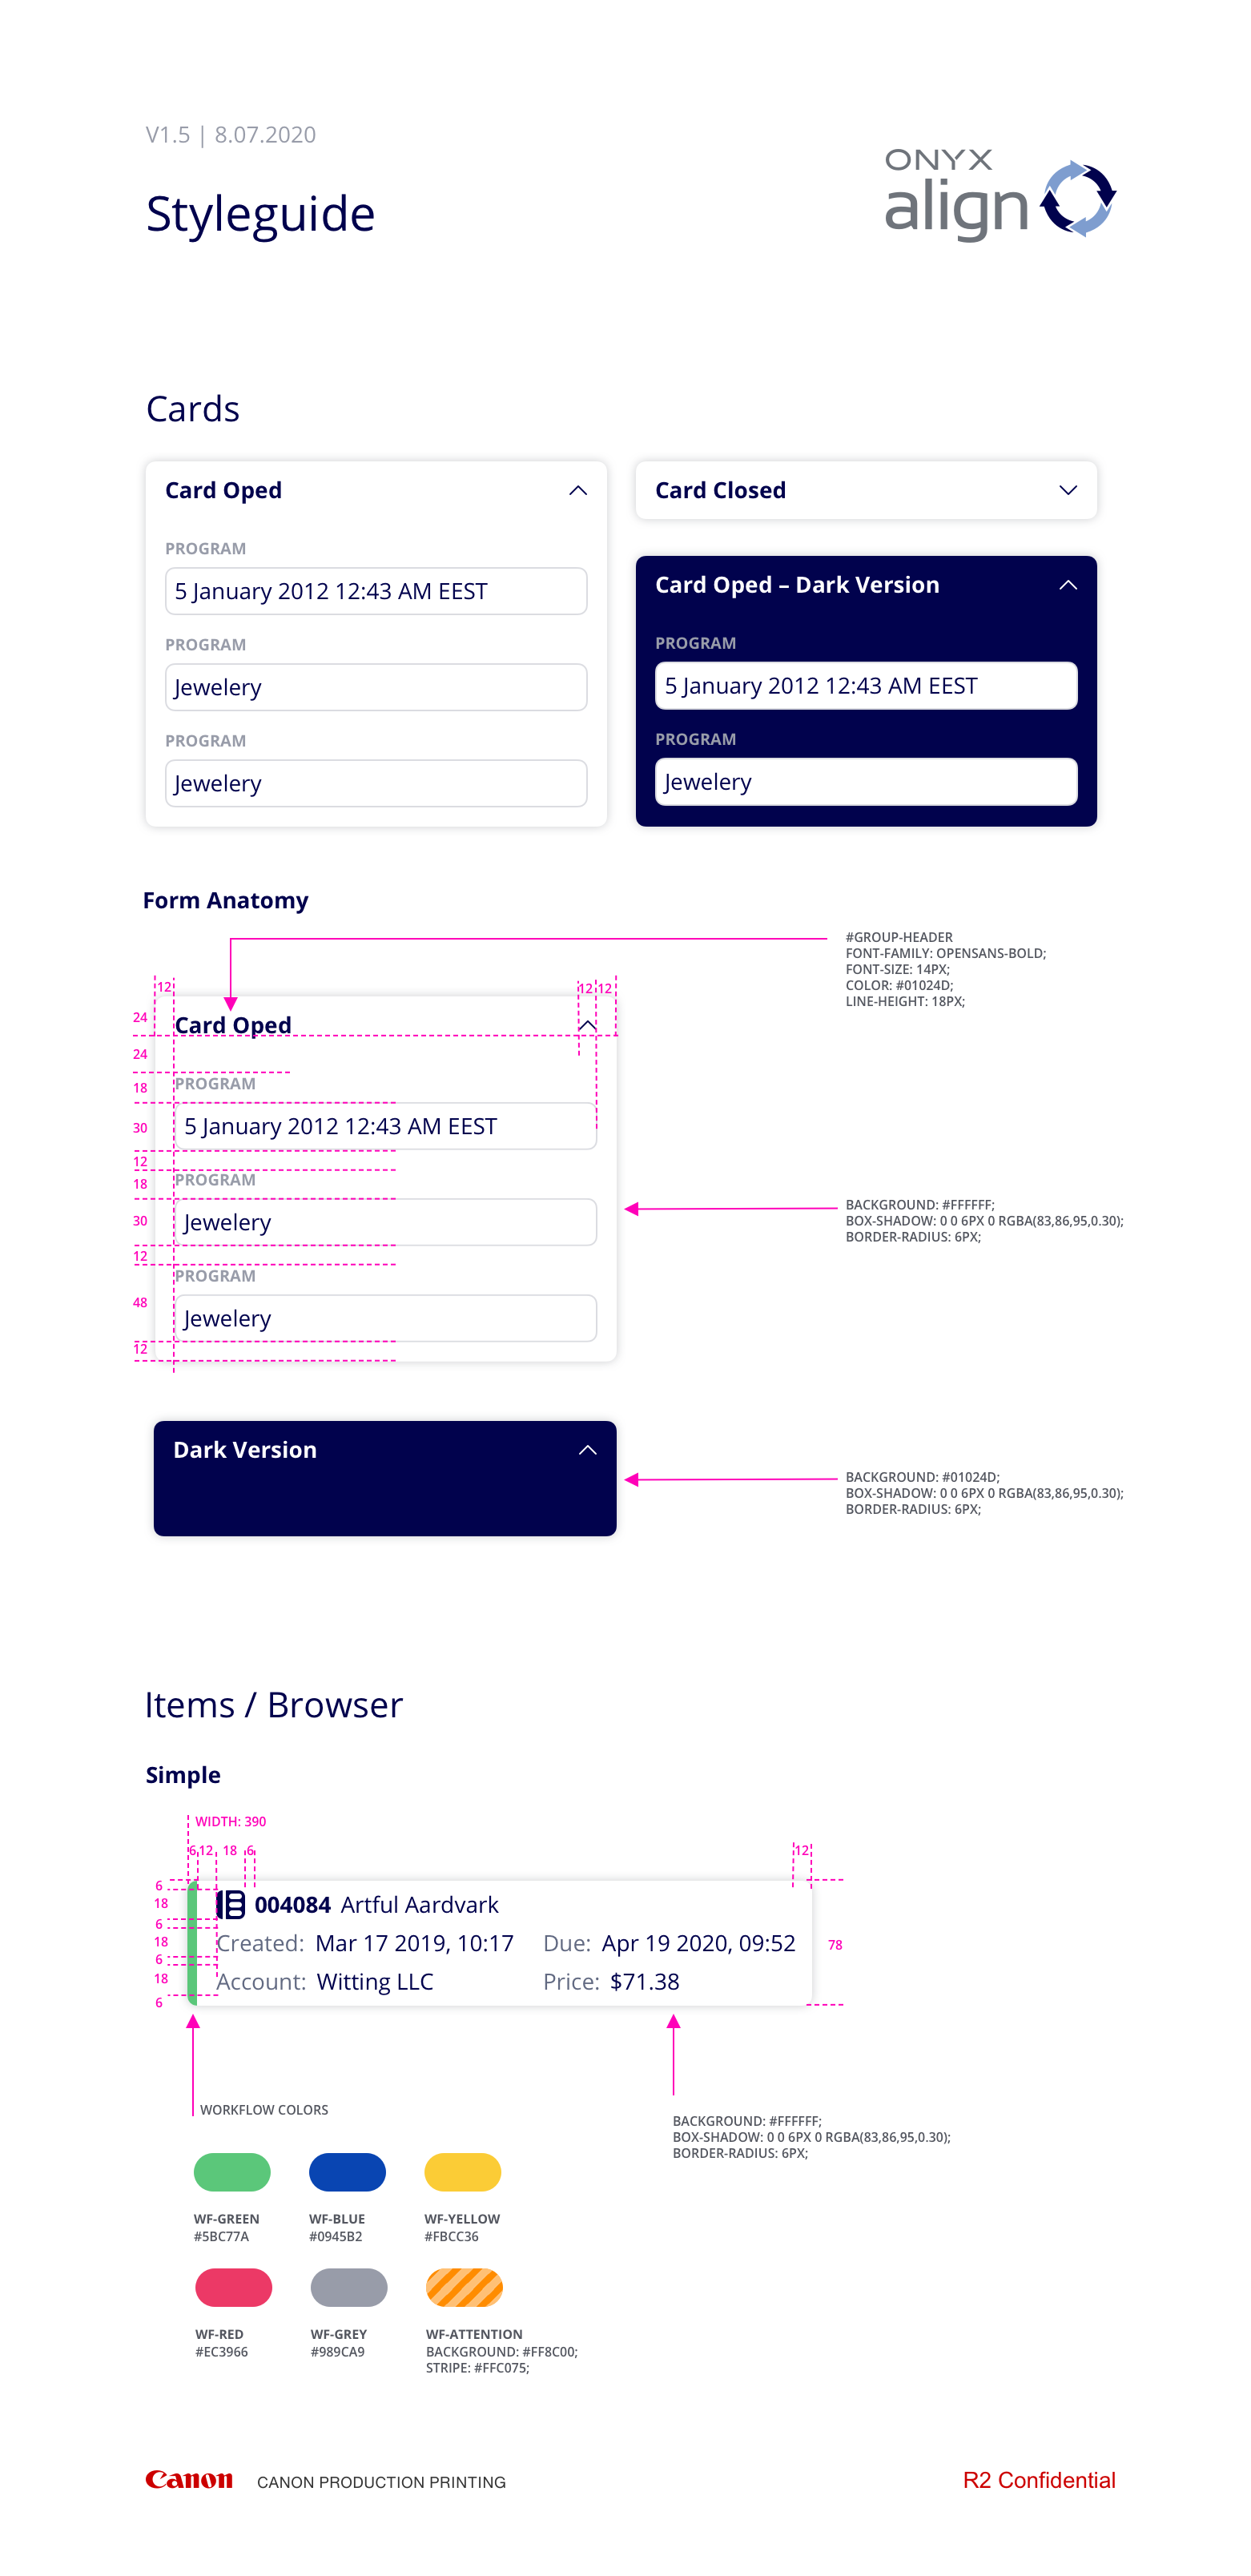 V1.5 | 8.07.2020
Styleguide
ONYX
align
Cards
Card Oped
PROGRAM
5 January 2012 12:43 AM EEST
PROGRAM
Jewelery
PROGRAM
Jewelery
Card Closed
Card Oped – Dark Version
PROGRAM
5 January 2012 12:43 AM EEST
PROGRAM
Jewelery
Form Anatomy
#GROUP-HEADER
FONT-FAMILY: OPENSANS-BOLD;
FONT-SIZE: 14PX;
COLOR: #01024D;
LINE-HEIGHT: 18PX;
12
12 12
24
Card Oped
24
18
PROGRAM
30
5 January 2012 12:43 AM EEST
12
18
PROGRAM
30
Jewelery
12
PROGRAM
48
Jewelery
12
BACKGROUND: #FFFFFF;
BOX-SHADOW: 0 0 6PX 0 RGBA(83,86,95,0.30);
BORDER-RADIUS: 6PX;
Dark Version
BACKGROUND: #01024D;
BOX-SHADOW: 0 0 6PX 0 RGBA(83,86,95,0.30);
BORDER-RADIUS: 6PX;
Items / Browser
Simple
WIDTH: 390
6 12 18 6
12
6
18
6
18
6
18
6
004084 Artful Aardvark
Created: Mar 17 2019, 10:17 Due: Apr 19 2020, 09:52
Account: Witting LLC Price: $71.38
78
WORKFLOW COLORS
BACKGROUND: #FFFFFF;
BOX-SHADOW: 0 0 6PX 0 RGBA(83,86,95,0.30);
BORDER-RADIUS: 6PX;
WF-GREEN
#5BC77A
WF-BLUE
#0945B2
WF-YELLOW
#FBCC36
WF-RED
#EC3966
WF-GREY
#989CA9
WF-ATTENTION
BACKGROUND: #FF8C00;
STRIPE: #FFC075;
Canon
CANON PRODUCTION PRINTING
R2 Confidential